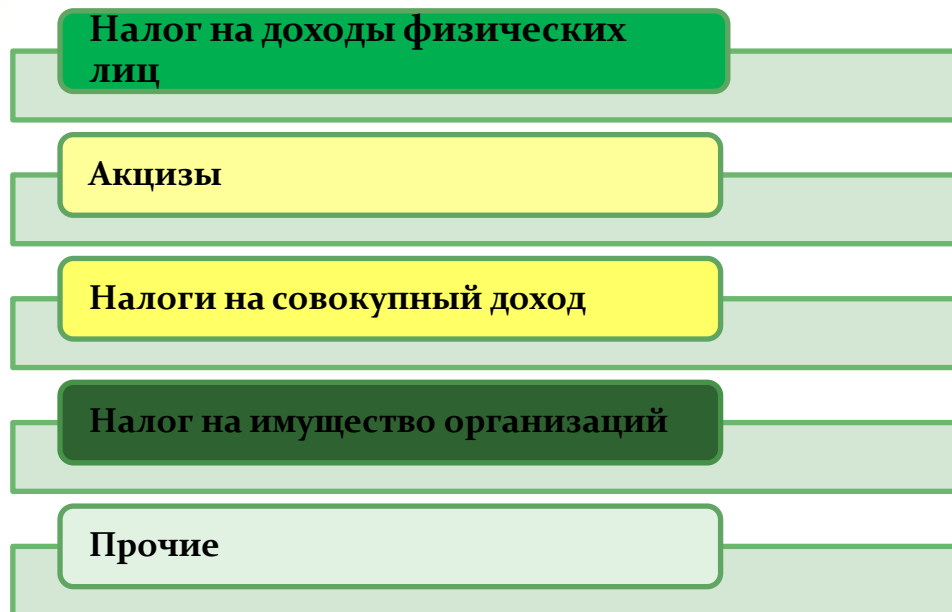 Налог на доходы физических
лиц
Акцизы
Налоги на совокупный доход
Налог на имущество организаций
Прочие